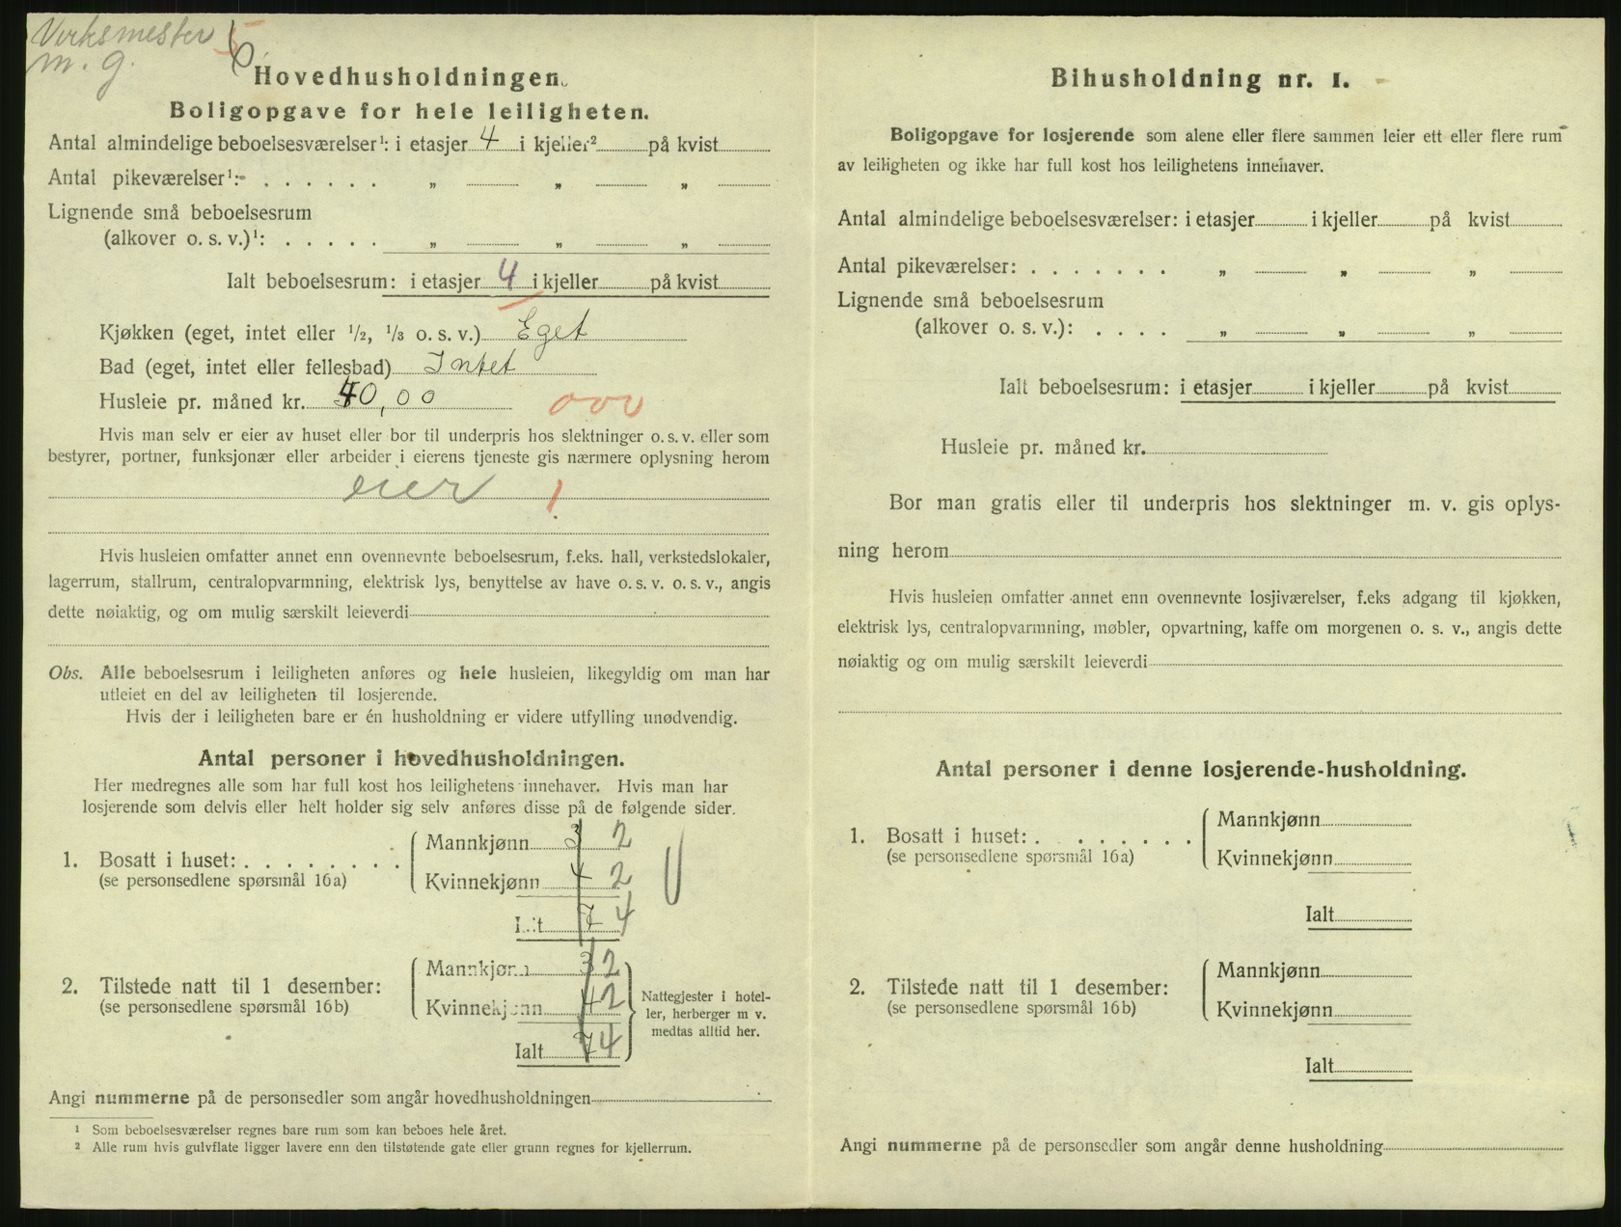 Virksmester
m. g.
Hovedhusholdningen.
Boligopgave for hele leiligheten.
Antal almindelige beboelsesværelser¹: i etasjer 4 i kjeller² på kvist
Antal pikeværelser¹: . . . . . . „ „ „
Lignende små beboelsesrum
(alkover o. s. v.)¹: . . . . . „ „ „
Ialt beboelsesrum: i etasjer 4 i kjeller på kvist
Kjøkken (eget, intet eller 1/2, 1/3 o. s. v.) Eget
Bad (eget, intet eller fellesbad) Intet
Husleie pr. måned kr. 40,00 000
Hvis man selv er eier av huset eller bor til underpris hos slektninger o. s. v. eller som
bestyrer, portner, funksjonær eller arbeider i eierens tjeneste gis nærmere oplysning herom
eier 1
Hvis husleien omfatter annet enn ovennevnte beboelsesrum, f.eks. hall, verkstedslokaler,
lagerrum, stallrum, centralopvarmning, elektrisk lys, benyttelse av have o. s. v. o. s. v., angis
dette nøiaktig, og om mulig særskilt leieverdi
Obs. Alle beboelsesrum i leiligheten anføres og hele husleien, likegyldig om man har
utleiet en del av leiligheten til losjerende.
Hvis der i leiligheten bare er én husholdning er videre utfylling unødvendig.
Antal personer i hovedhusholdningen.
Her medregnes alle som har full kost hos leilighetens innehaver. Hvis man har
losjerende som delvis eller helt holder sig selv anføres disse på de følgende sider.
1. Bosatt i huset: . . . . . . . .
(se personsedlene spørsmål 16a)
Mannkjønn 3 2
Kvinnekjønn 4 2
Ialt 7 4
2. Tilstede natt til 1 desember:
(se personsedlene spørsmål 16b)
Mannkjønn 3 2
Kvinnekjønn 4 2
Ialt 7 4
Nattegjester i hotel-
ler, herberger m v.
medtas alltid her.
Angi nummerne på de personsedler som angår hovedhusholdningen
¹ Som beboelsesværelser regnes bare rum som kan beboes hele året.
² Alle rum hvis gulvflate ligger lavere enn den tilstøtende gate eller grunn regnes for kjellerrum.
Bihusholdning nr. 1.
Boligopgave for losjerende som alene eller flere sammen leier ett eller flere rum
av leiligheten og ikke har full kost hos leilighetens innehaver.
Antal almindelige beboelsesværelser: i etasjer i kjeller på kvist
Antal pikeværelser: . . . . . . . „ „ „
Lignende små beboelsesrum
(alkover o. s. v.): . . . . „ „ „
Ialt beboelsesrum: i etasjer i kjeller på kvist
Husleie pr. måned kr.
Bor man gratis eller til underpris hos slektninger m. v. gis oplys-
ning herom
Hvis husleien omfatter annet enn ovennevnte losjiværelser, f.eks adgang til kjøkken,
elektrisk lys, centralopvarmning, møbler, opvartning, kaffe om morgenen o. s. v., angis dette
nøiaktig og om mulig særskilt leieverdi
Antal personer i denne losjerende-husholdning.
1. Bosatt i huset: . . . . . . .
(se personsedlene spørsmål 16a)
Mannkjønn
Kvinnekjønn
Ialt
2. Tilstede natt til 1 desember:
(se personsedlene spørsmål 16b)
Mannkjønn
Kvinnekjønn
Ialt
Angi nummerne på de personsedler som angår denne husholdning